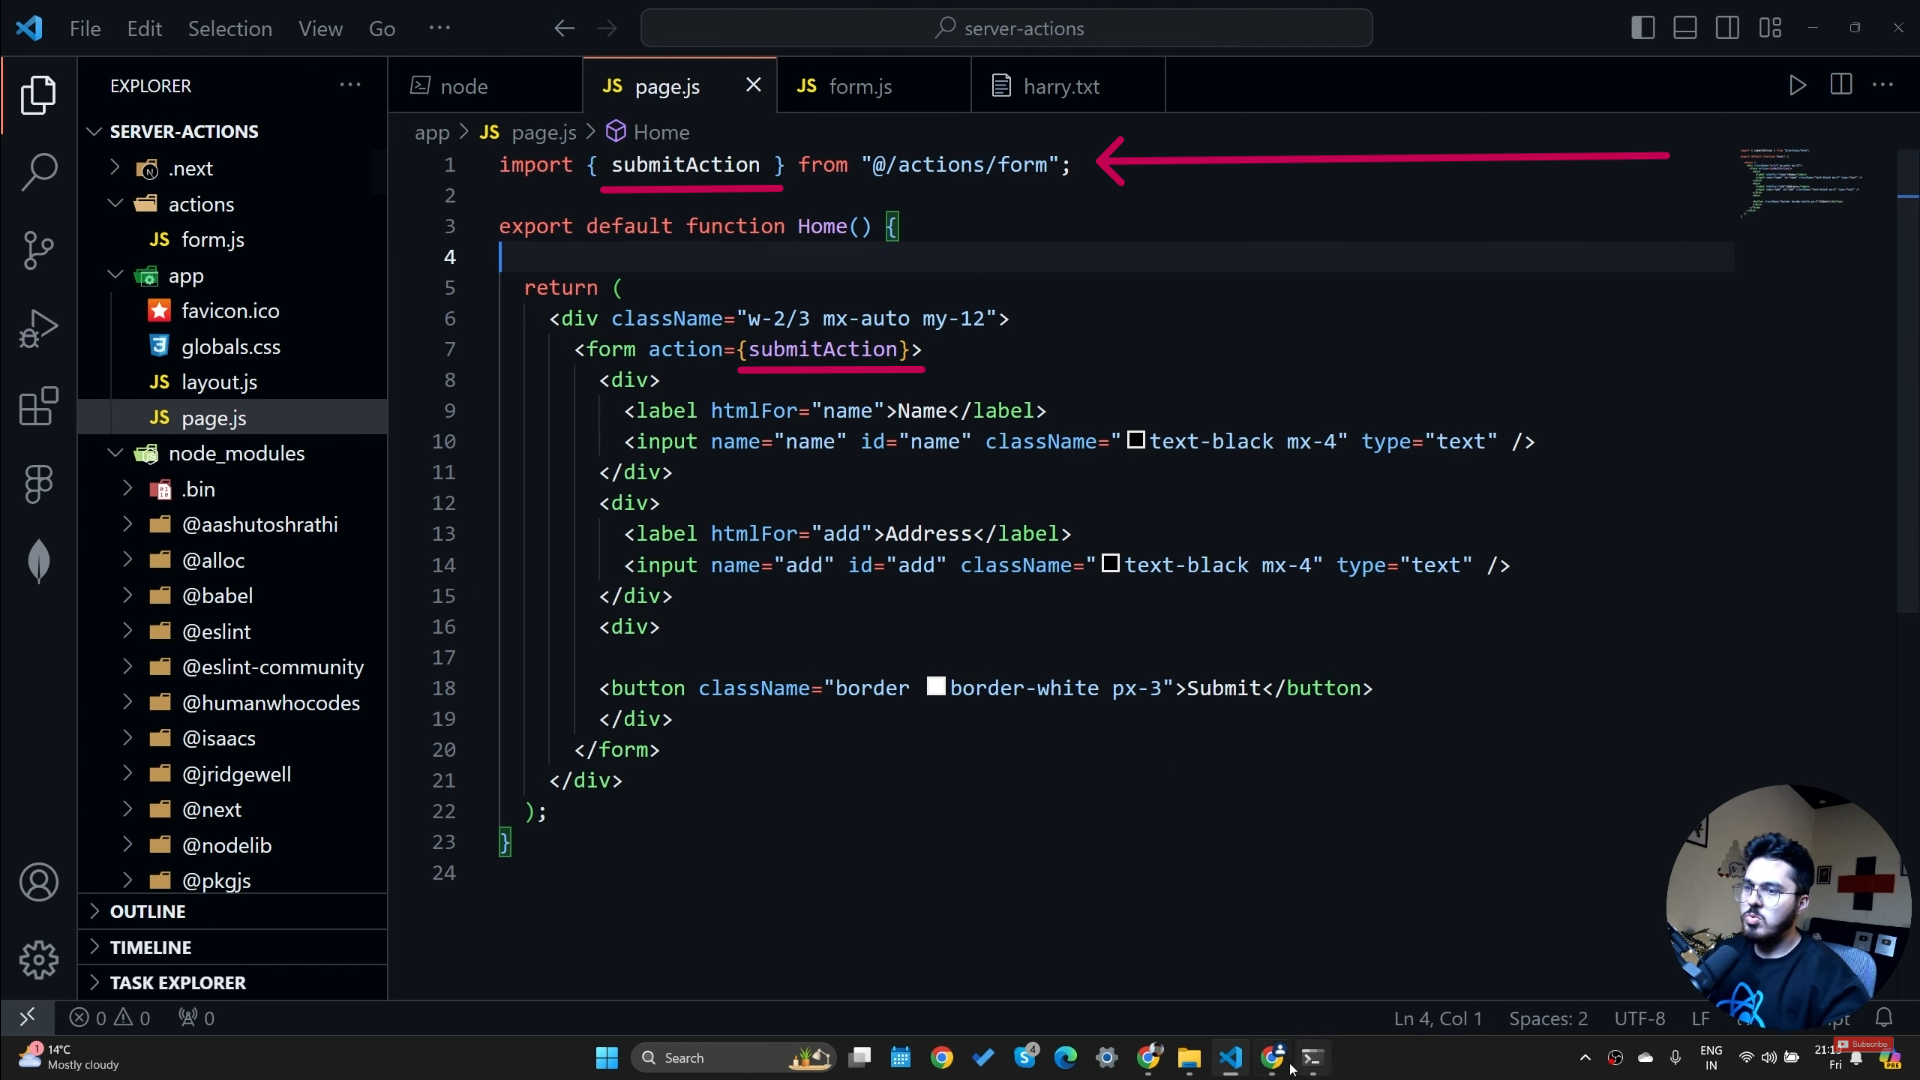 File Edit Selection View Go ··· server-actions
EXPLORER ···
SERVER-ACTIONS
.next
actions
JS form.js
app
favicon.ico
globals.css
JS layout.js
JS page.js
node_modules
.bin
@aashutoshrathi
@alloc
@babel
@eslint
@eslint-community
@humanwhocodes
@isaacs
@jridgewell
@next
@nodelib
@pkgjs
OUTLINE
TIMELINE
TASK EXPLORER
node JS page.js JS form.js harry.txt
app > JS page.js > Home
1 import { submitAction } from "@/actions/form";
2
3 export default function Home() {
4
5 return (
6 <div className="w-2/3 mx-auto my-12">
7 <form action={submitAction}>
8 <div>
9 <label htmlFor="name">Name</label>
10 <input name="name" id="name" className="text-black mx-4" type="text" />
11 </div>
12 <div>
13 <label htmlFor="add">Address</label>
14 <input name="add" id="add" className="text-black mx-4" type="text" />
15 </div>
16 <div>
17
18 <button className="border border-white px-3">Submit</button>
19 </div>
20 </form>
21 </div>
22 );
23 }
24
0 0 0 Ln 4, Col 1 Spaces: 2 UTF-8 LF
1 14°C
Mostly cloudy
Search
4
ENG
IN
Fri
Subscribe
PRE